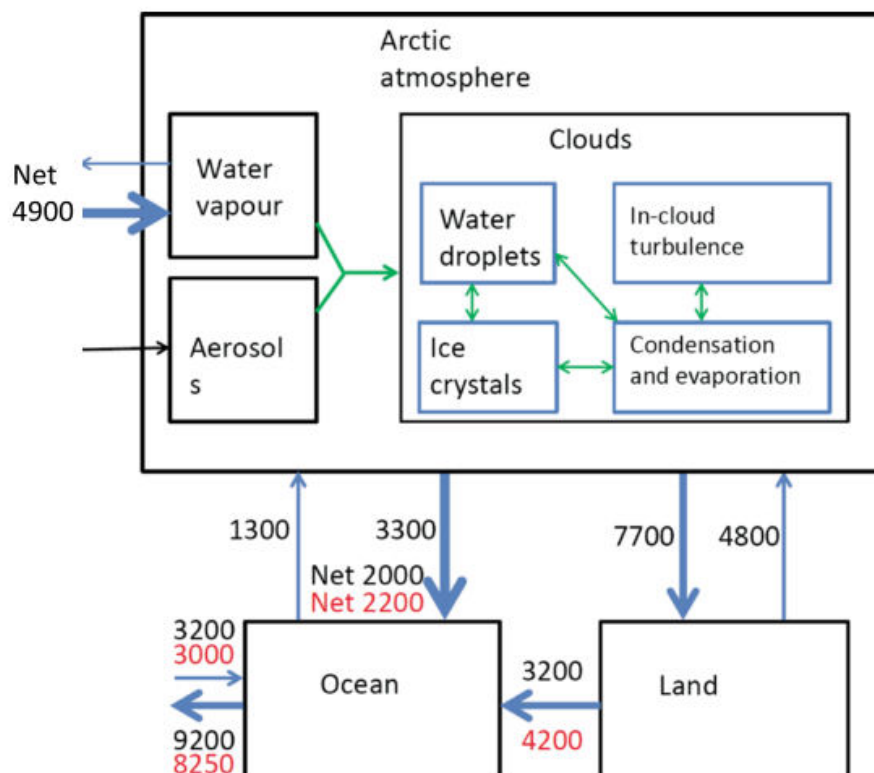 Arctic
atmosphere
Clouds
Net
4900
Water
vapour
Water
droplets
In-cloud
turbulence
Aerosol
s
Ice
crystals
Condensation
and evaporation
1300
3300
7700
4800
Net 2000
Net 2200
3200
3000
Ocean
3200
Land
9200
8250
4200